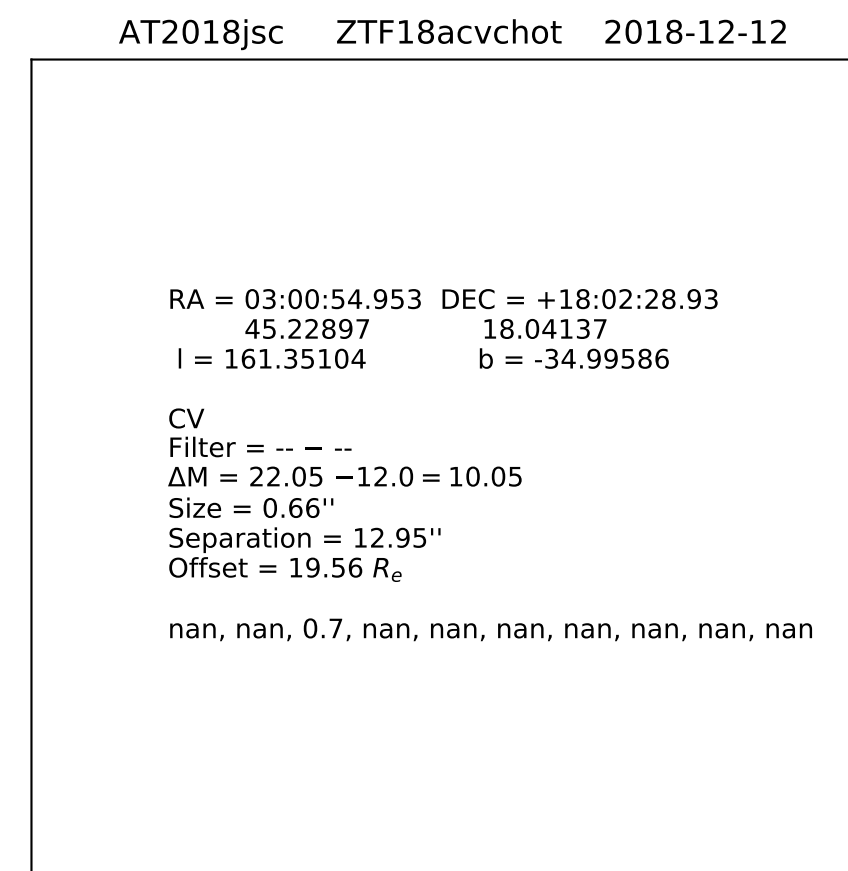 AT2018jsc ZTF18acvchot 2018-12-12
RA = 03:00:54.953 DEC = +18:02:28.93
45.22897 18.04137
l = 161.35104 b = -34.99586
CV
Filter = -- − --
ΔM = 22.05 −12.0 = 10.05
Size = 0.66''
Separation = 12.95''
Offset = 19.56 Re
nan, nan, 0.7, nan, nan, nan, nan, nan, nan, nan